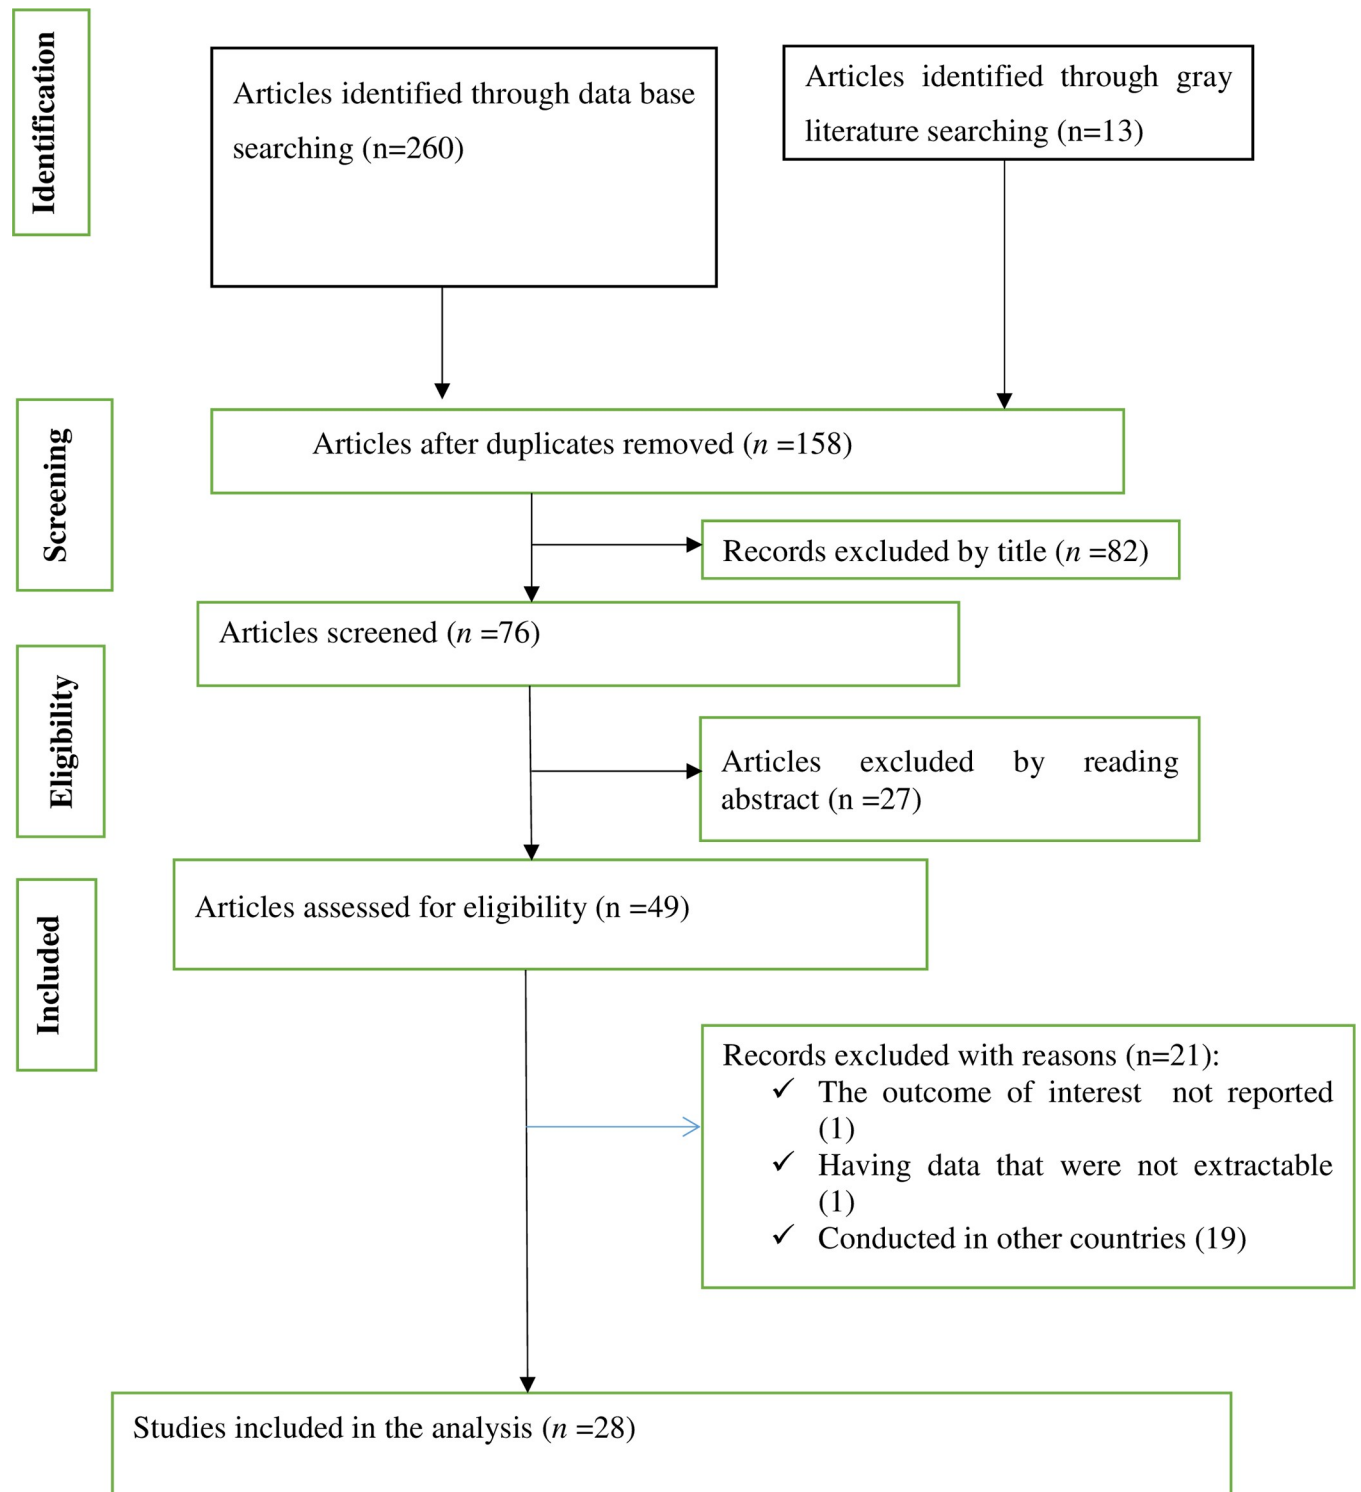 Identification
Articles identified through data base
searching (n=260)
Articles identified through gray
literature searching (n=13)
Screening
Articles after duplicates removed (n =158)
Records excluded by title (n =82)
Articles screened (n =76)
Eligibility
Articles excluded by reading
abstract (n =27)
Articles assessed for eligibility (n =49)
Included
Records excluded with reasons (n=21):
✓ The outcome of interest not reported
(1)
✓ Having data that were not extractable
(1)
✓ Conducted in other countries (19)
Studies included in the analysis (n =28)